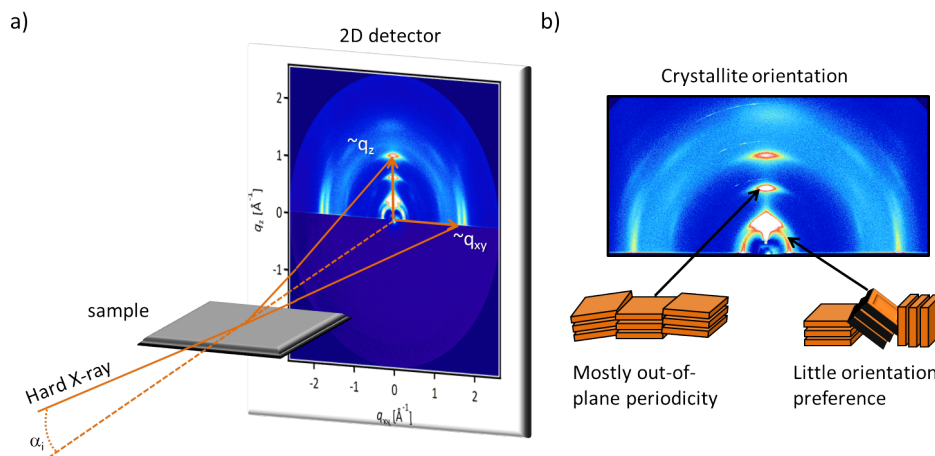 a)
2D detector
2
1
0
-1
q_z [Å⁻¹]
~q_z
~q_xy
-2 -1 0 1 2
q_xy [Å⁻¹]
sample
Hard X-ray
α_i
b)
Crystallite orientation
Mostly out-of-
plane periodicity
Little orientation
preference